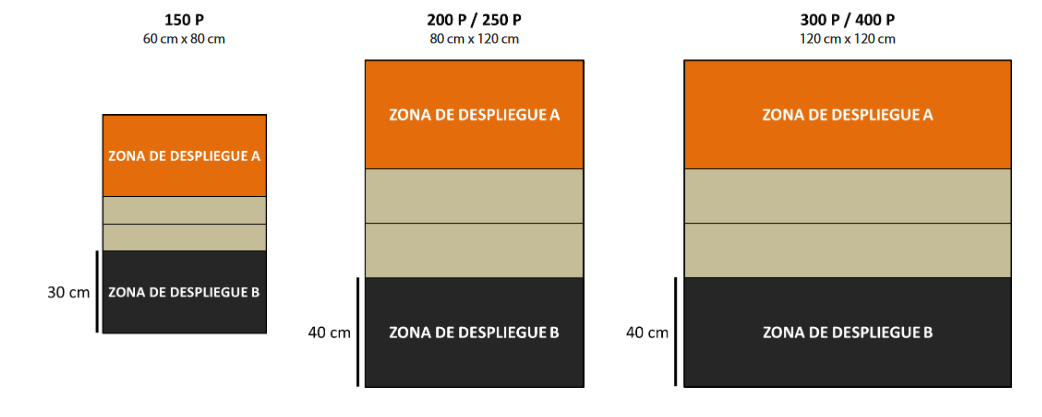 150 P
60 cm x 80 cm
ZONA DE DESPLIEGUE A
ZONA DE DESPLIEGUE B
30 cm
200 P / 250 P
80 cm x 120 cm
ZONA DE DESPLIEGUE A
ZONA DE DESPLIEGUE B
40 cm
300 P / 400 P
120 cm x 120 cm
ZONA DE DESPLIEGUE A
ZONA DE DESPLIEGUE B
40 cm